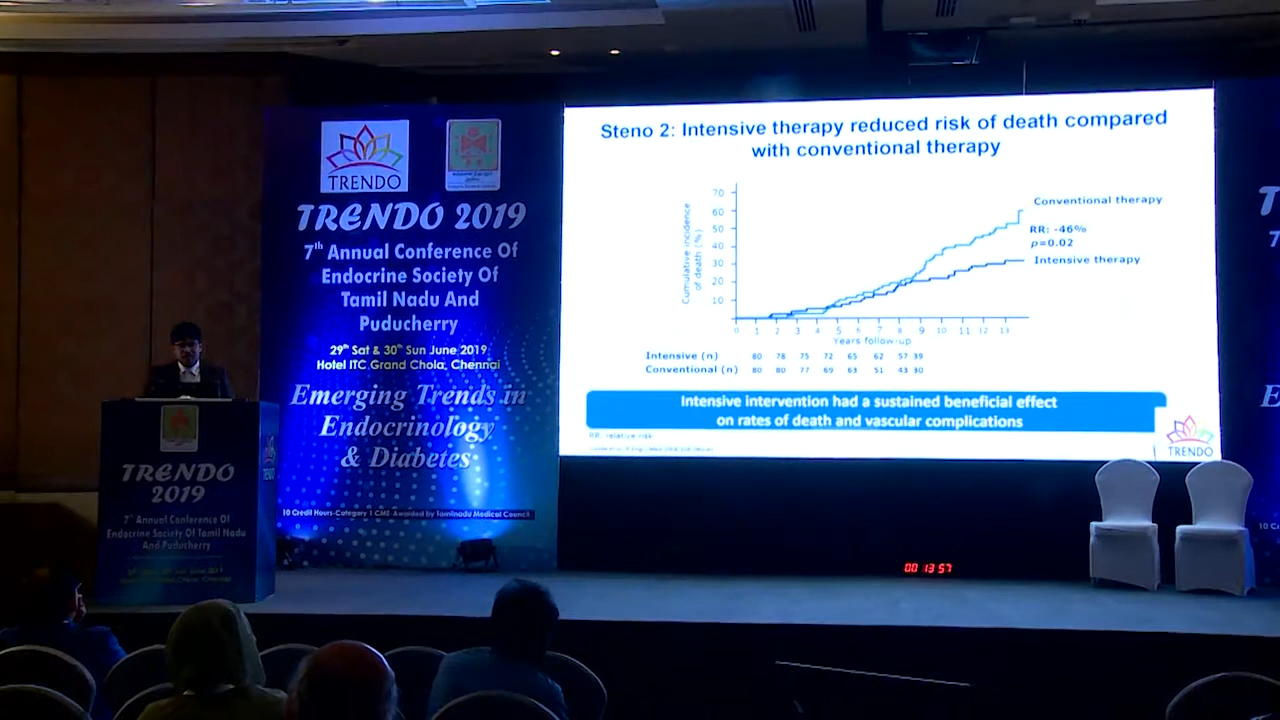 TRENDO
TRENDO 2019
7th Annual Conference Of
Endocrine Society Of
Tamil Nadu And
Puducherry
29th Sat & 30th Sun June 2019
Hotel ITC Grand Chola, Chennai
Emerging Trends in
Endocrinology
& Diabetes
10 Credit Hours-Category 1 CME Awarded by Tamilnadu Medical Council
Steno 2: Intensive therapy reduced risk of death compared
with conventional therapy
Cumulative incidence
of death (%)
70
60
50
40
30
20
10
Conventional therapy
RR: -46%
p=0.02
Intensive therapy
0 1 2 3 4 5 6 7 8 9 10 11 12 13
Years follow-up
Intensive (n) 80 78 75 72 65 62 57 39
Conventional (n) 80 80 77 69 63 51 43 30
Intensive intervention had a sustained beneficial effect
on rates of death and vascular complications
RR: relative risk
TRENDO
TRENDO
2019
7th Annual Conference Of
Endocrine Society Of Tamil Nadu
And Puducherry
00 13 57